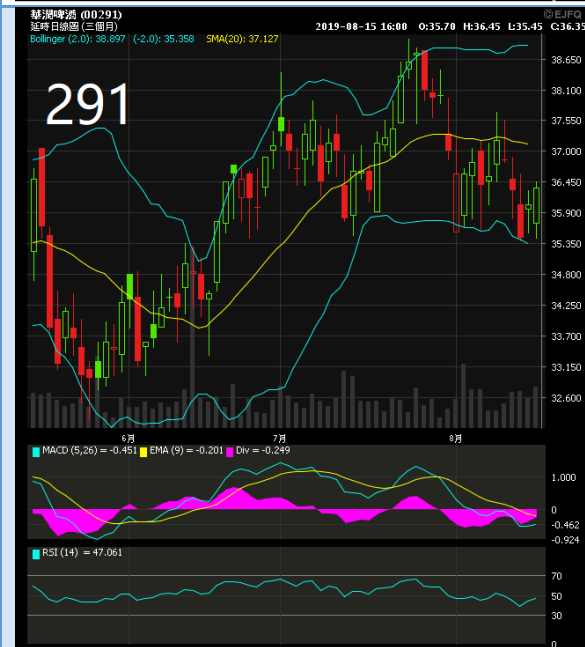 華潤啤酒 (00291)
©EJFQ
延時日線圖 (三個月)
2019-08-15 16:00 O:35.70 H:36.45 L:35.45 C:36.35
Bollinger (2.0): 38.897 (-2.0): 35.358 SMA(20): 37.127
291
38.650
38.100
37.550
37.000
36.450
35.900
35.350
34.800
34.250
33.700
33.150
32.600
6月 7月 8月
MACD (5,26) = -0.451 EMA (9) = -0.201 Div = -0.249
1.000
0
-0.462
-0.924
RSI (14) = 47.061
70
50
30
0